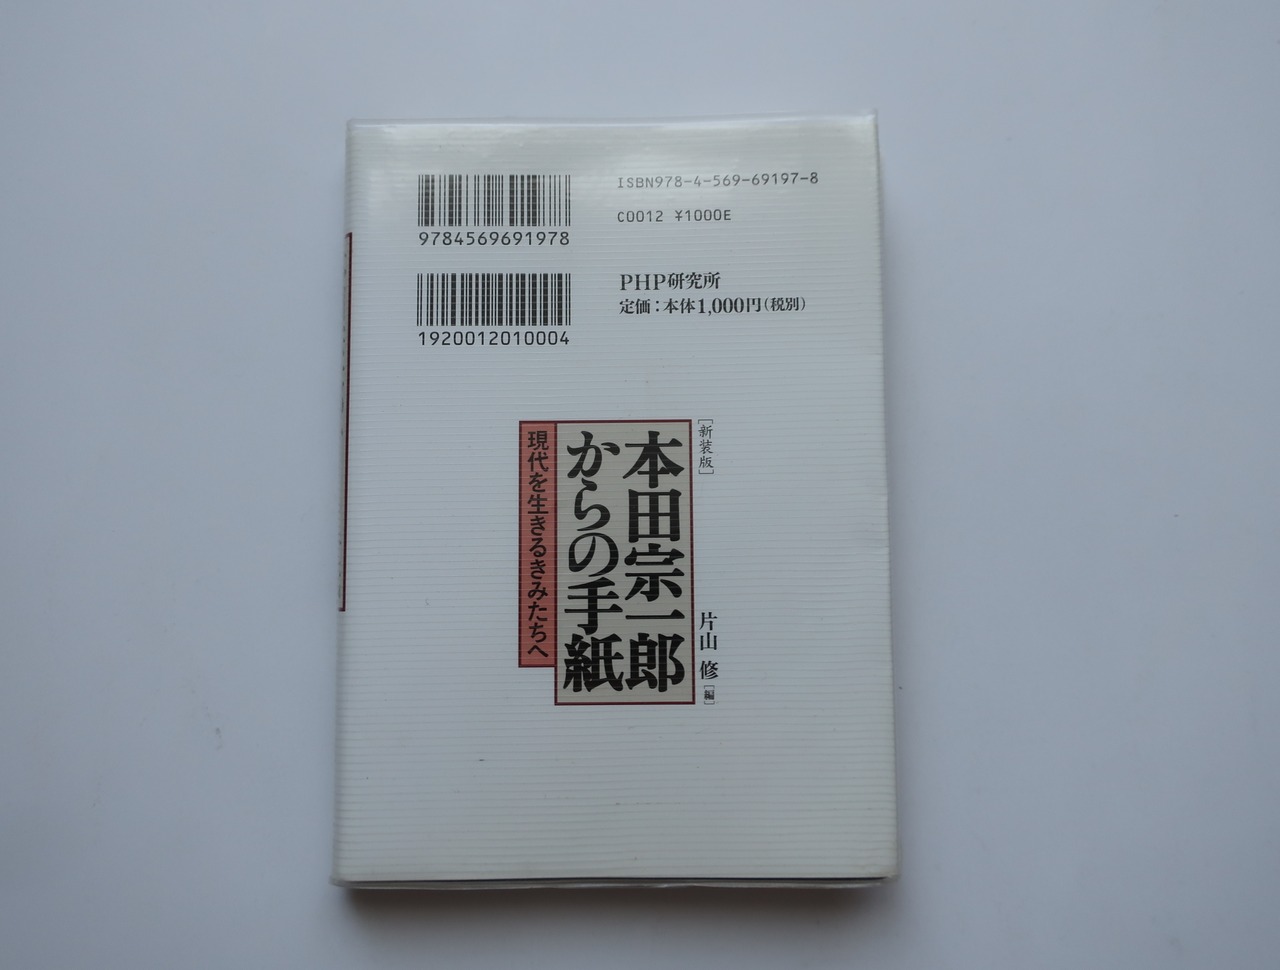 9784569691978
ISBN978-4-569-69197-8
C0012 ¥1000E
1920012010004
PHP研究所
定価：本体1,000円（税別）
［新装版］
本田宗一郎
からの手紙
現代を生きるきみたちへ
片山 修［編］